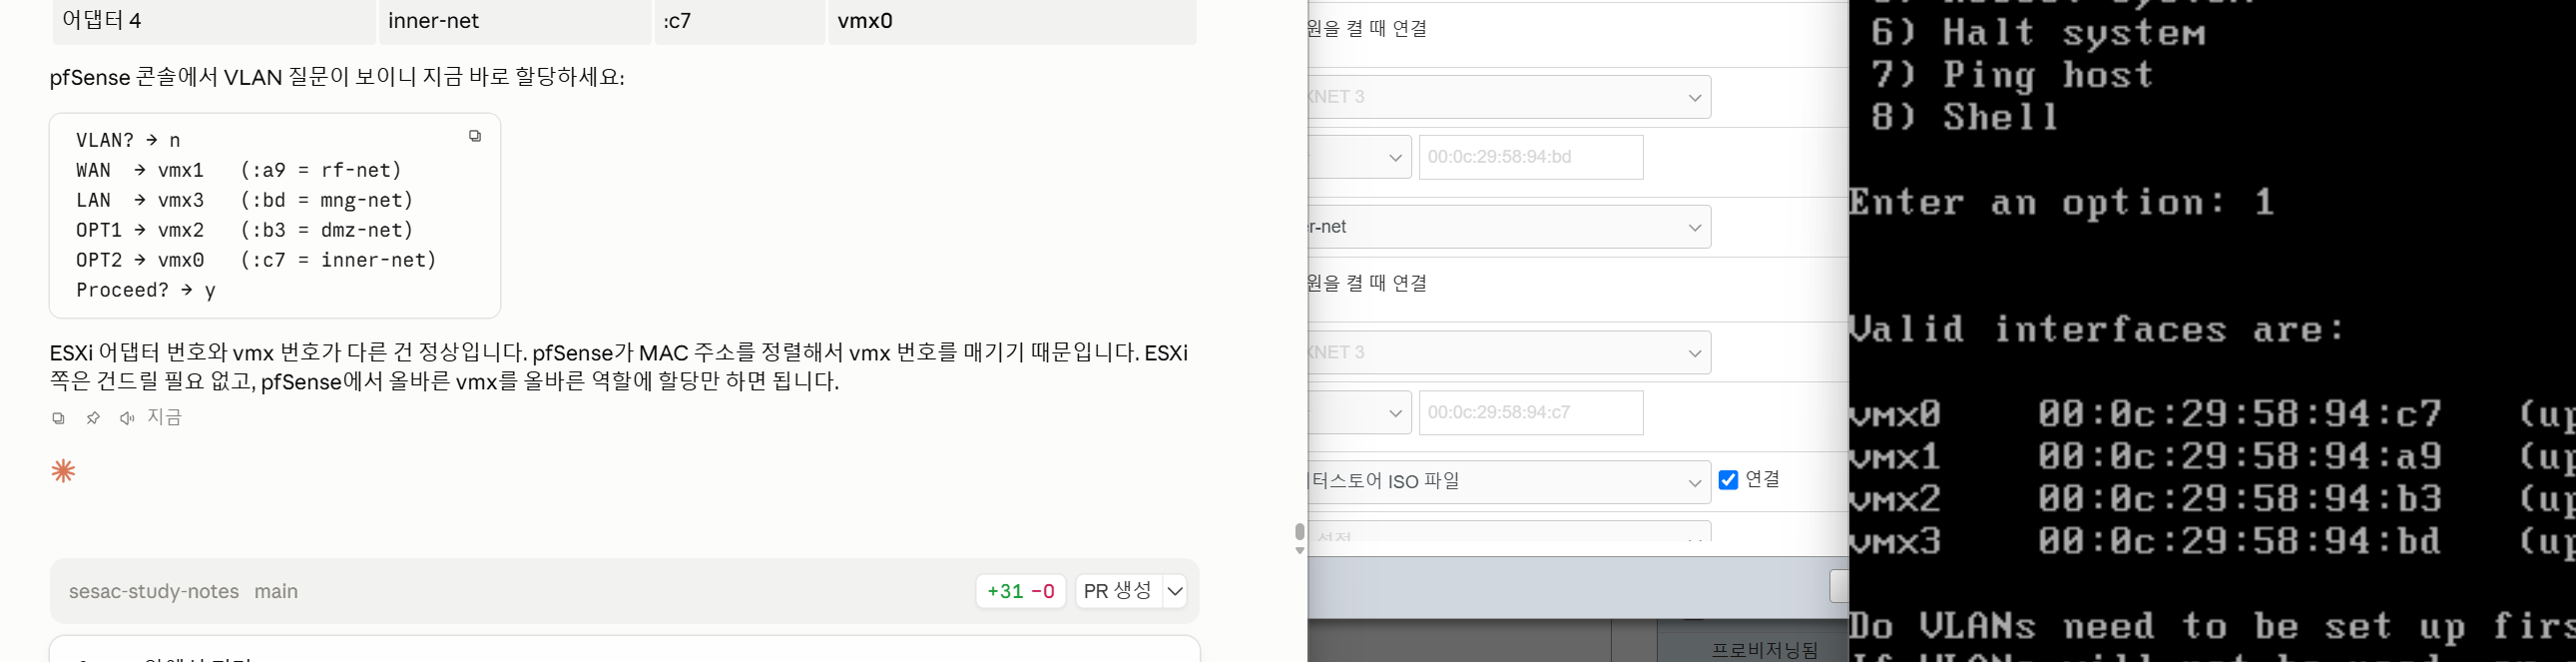 어댑터 4 inner-net :c7 vmx0
pfSense 콘솔에서 VLAN 질문이 보이니 지금 바로 할당하세요:
VLAN? → n
WAN → vmx1 (:a9 = rf-net)
LAN → vmx3 (:bd = mng-net)
OPT1 → vmx2 (:b3 = dmz-net)
OPT2 → vmx0 (:c7 = inner-net)
Proceed? → y
ESXi 어댑터 번호와 vmx 번호가 다른 건 정상입니다. pfSense가 MAC 주소를 정렬해서 vmx 번호를 매기기 때문입니다. ESXi
쪽은 건드릴 필요 없고, pfSense에서 올바른 vmx를 올바른 역할에 할당만 하면 됩니다.
지금
sesac-study-notes main +31 -0 PR 생성
원을 켤 때 연결
XNET 3
00:0c:29:58:94:bd
r-net
원을 켤 때 연결
XNET 3
00:0c:29:58:94:c7
터스토어 ISO 파일 연결
프로비저닝됨
6) Halt system
7) Ping host
8) Shell
Enter an option: 1
Valid interfaces are:
vmx0 00:0c:29:58:94:c7 (up
vmx1 00:0c:29:58:94:a9 (up
vmx2 00:0c:29:58:94:b3 (up
vmx3 00:0c:29:58:94:bd (up
Do VLANs need to be set up firs